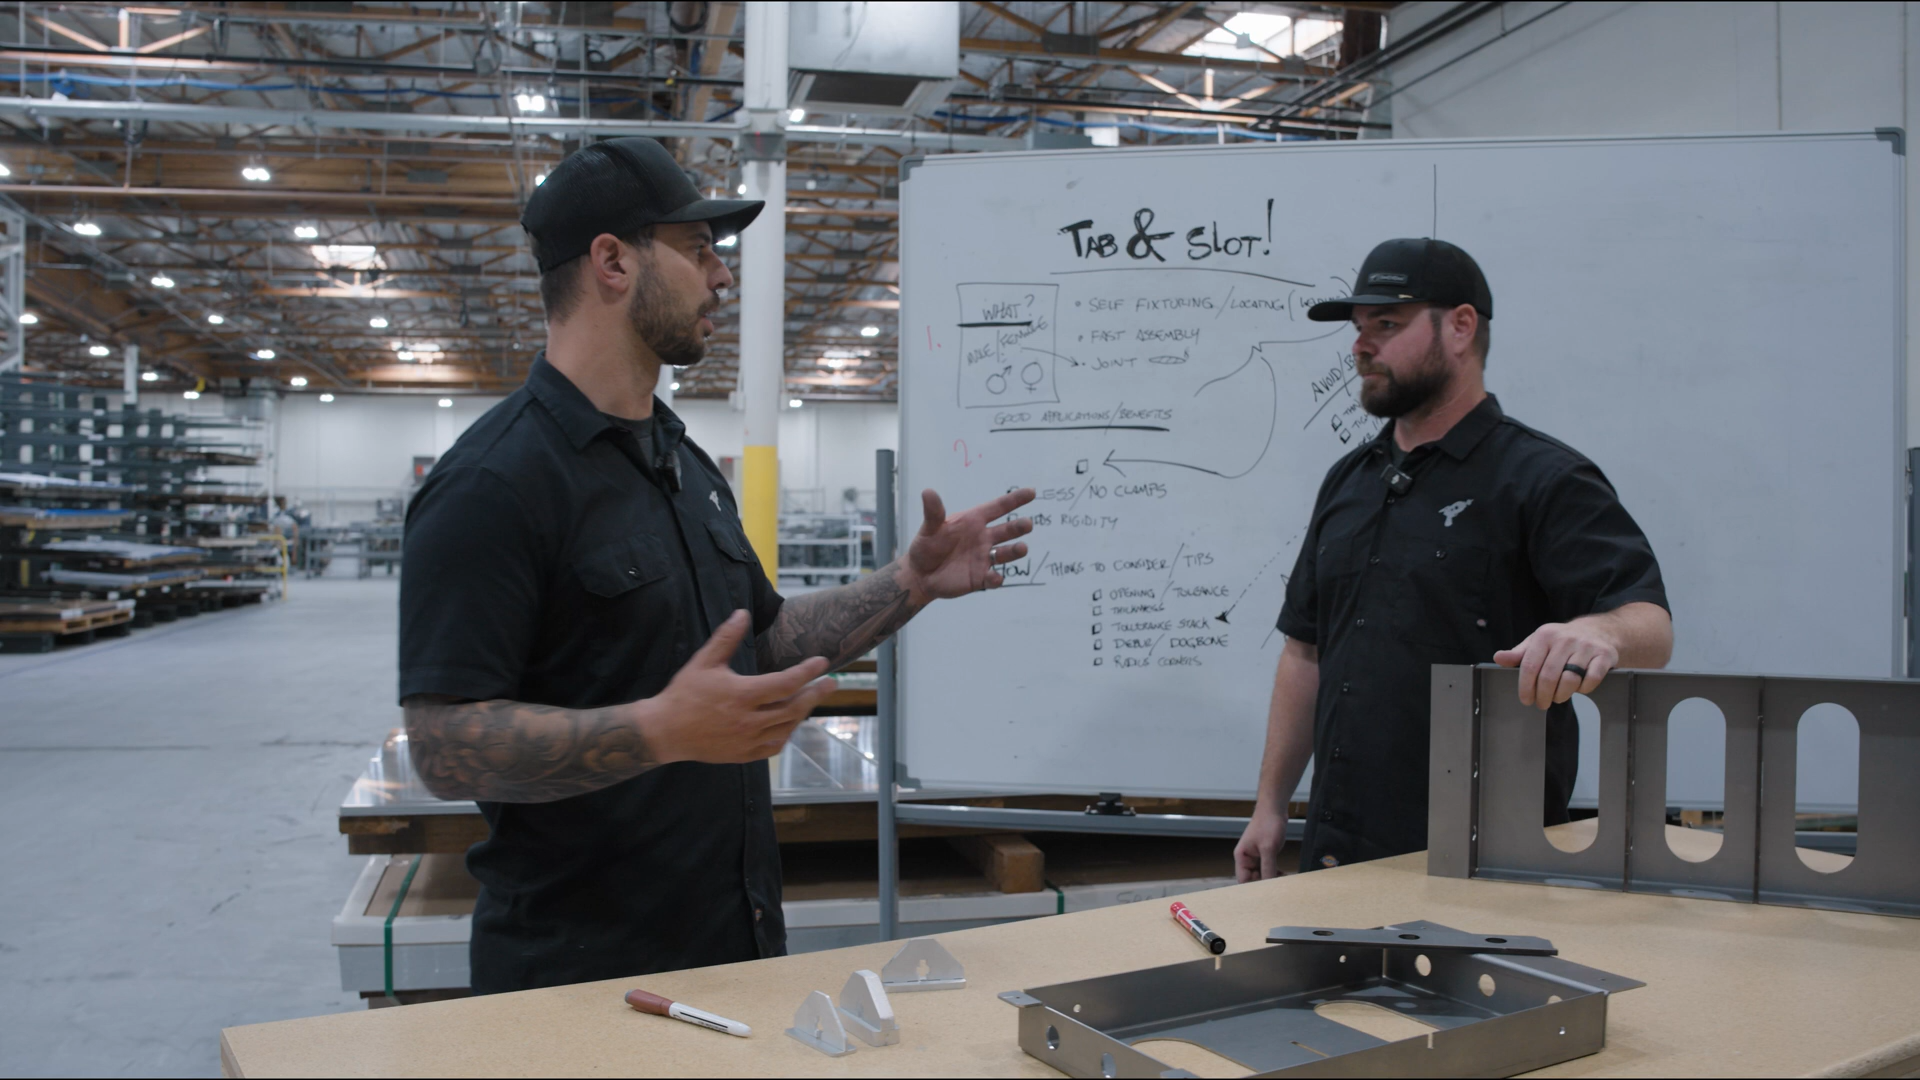 TAB & SLOT!
WHAT?
MALE/FEMALE
1.
• SELF FIXTURING/LOCATING
• FAST ASSEMBLY
• JOINT
GOOD APPLICATIONS/BENEFITS
2.
LESS/NO CLAMPS
RIGIDITY
HOW/THINGS TO CONSIDER/TIPS
OPENING/TOLERANCE
THICKNESS
TOLERANCE STACK
DEBUR/DOGBONE
RADIUS CORNERS
AVOID/